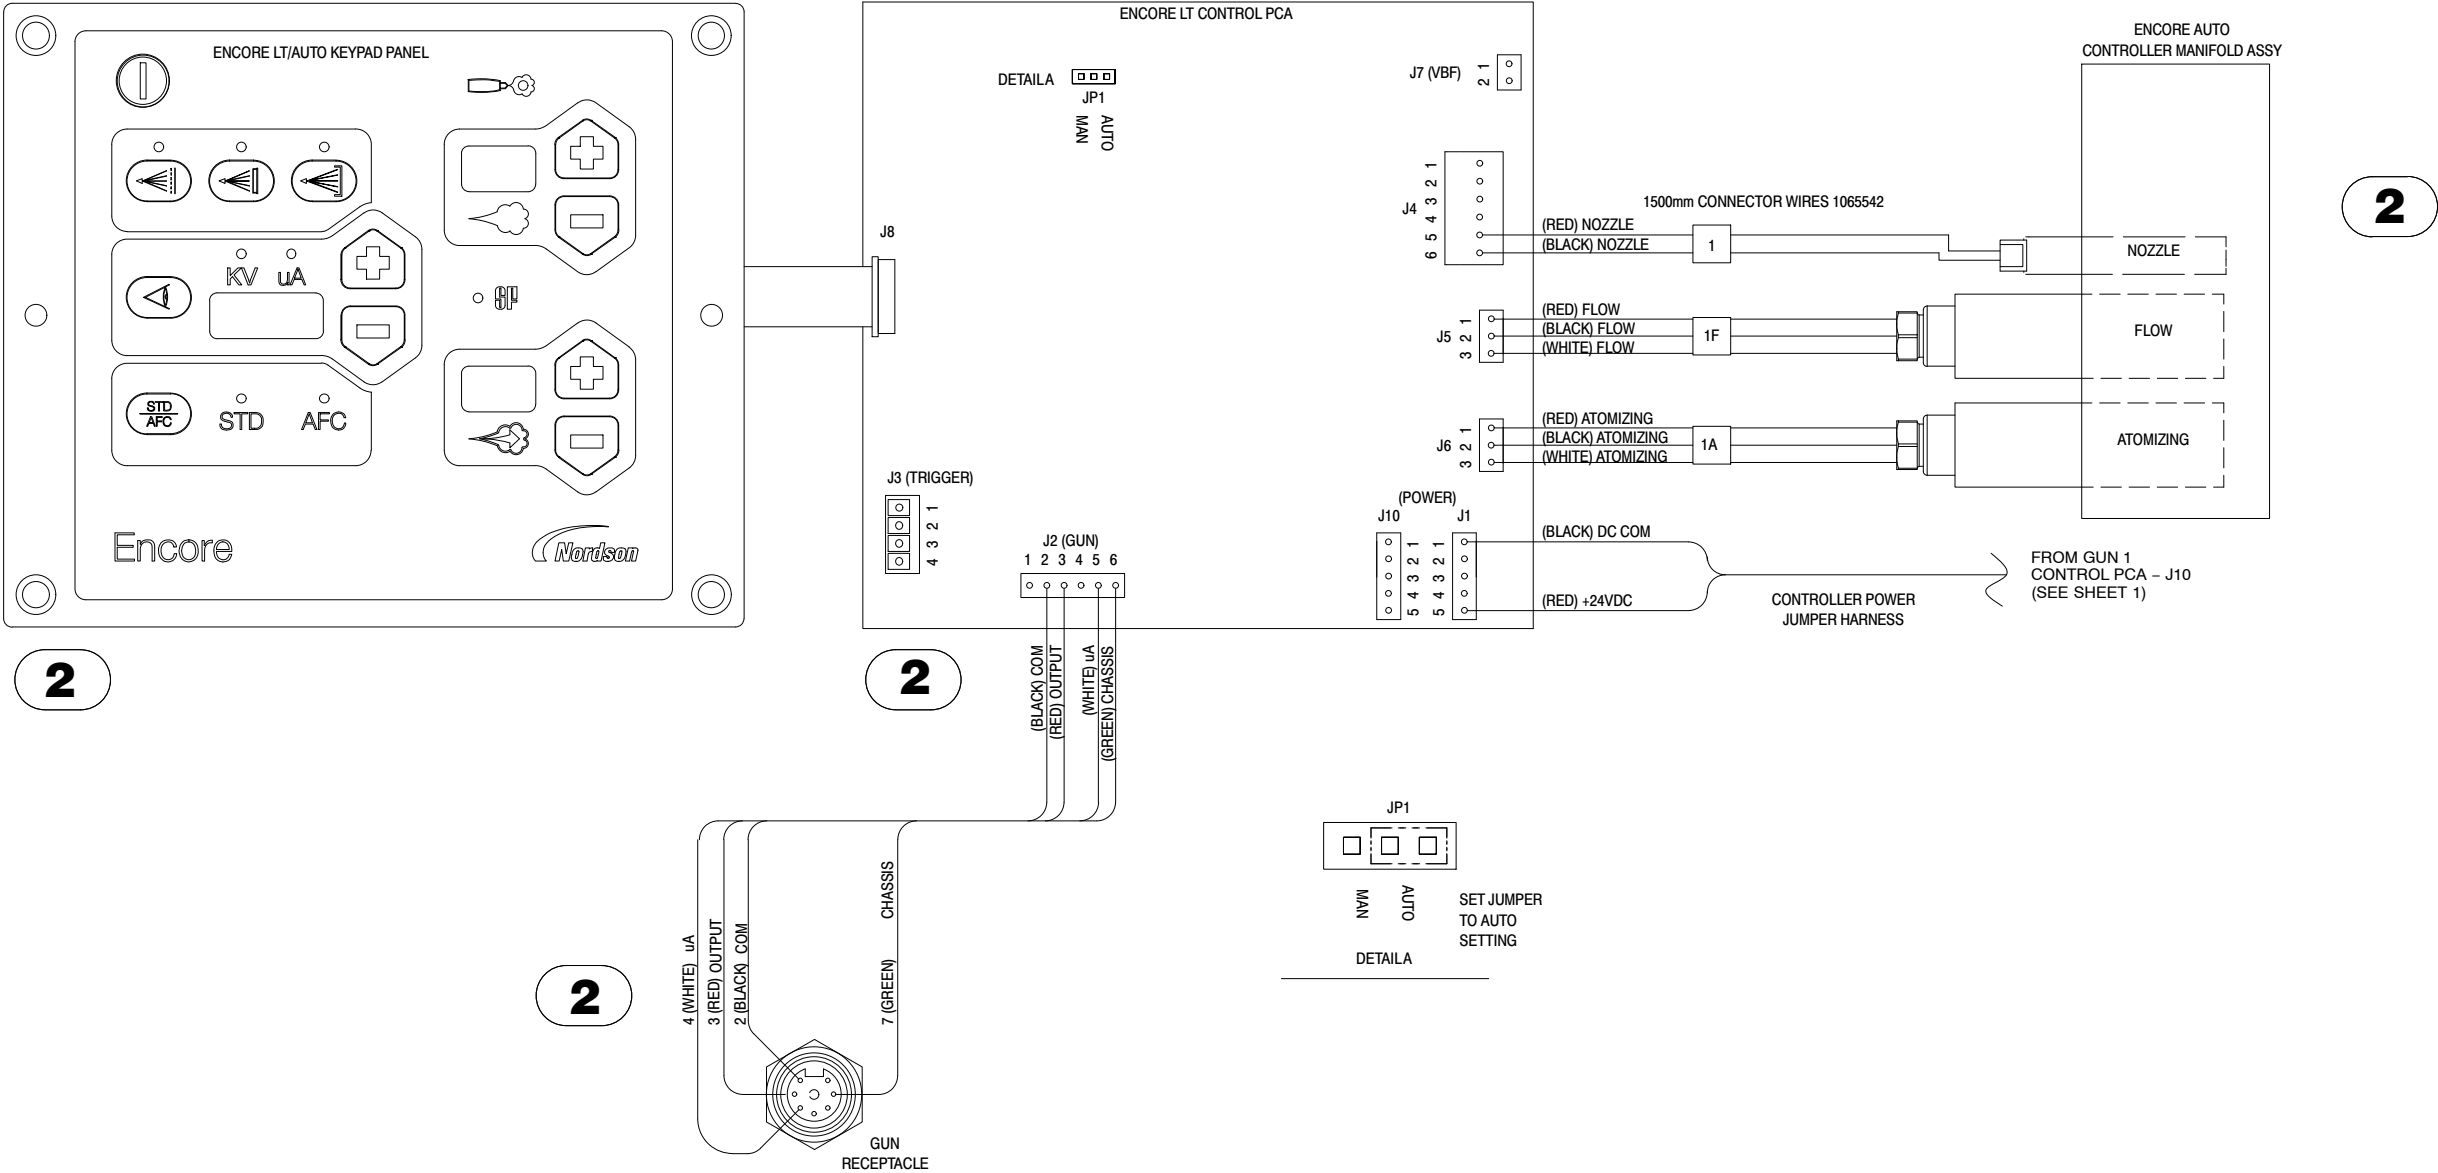 ENCORE LT/AUTO KEYPAD PANEL
KV uA
SF
STD
AFC
STD AFC
Encore
Nordson
2
ENCORE LT CONTROL PCA
DETAILA
JP1
MAN
AUTO
J7 (VBF)
1
2
J8
J4
1
2
3
4
5
6
1500mm CONNECTOR WIRES 1065542
(RED) NOZZLE
(BLACK) NOZZLE
1
J5
1
2
3
(RED) FLOW
(BLACK) FLOW
(WHITE) FLOW
1F
J6
1
2
3
(RED) ATOMIZING
(BLACK) ATOMIZING
(WHITE) ATOMIZING
1A
ENCORE AUTO
CONTROLLER MANIFOLD ASSY
NOZZLE
FLOW
ATOMIZING
2
J3 (TRIGGER)
1
2
3
4
J2 (GUN)
1 2 3 4 5 6
(POWER)
J10 J1
1 1
2 2
3 3
4 4
5 5
(BLACK) DC COM
(RED) +24VDC
CONTROLLER POWER
JUMPER HARNESS
FROM GUN 1
CONTROL PCA – J10
(SEE SHEET 1)
2
(BLACK) COM
(RED) OUTPUT
(WHITE) uA
(GREEN) CHASSIS
2
4 (WHITE) uA
3 (RED) OUTPUT
2 (BLACK) COM
7 (GREEN) CHASSIS
GUN
RECEPTACLE
JP1
MAN
AUTO
SET JUMPER
TO AUTO
SETTING
DETAILA